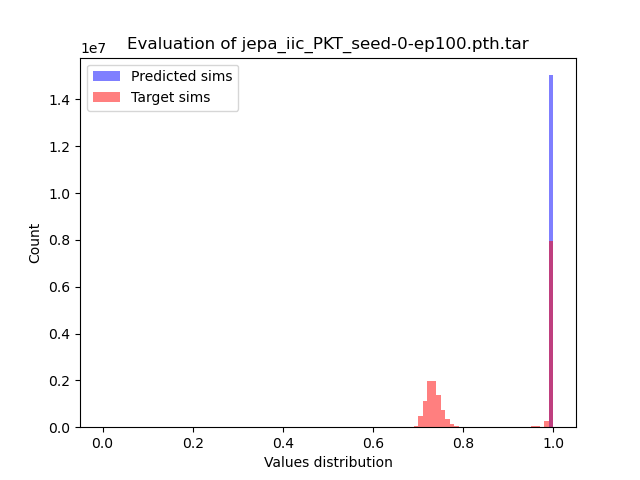 Evaluation of jepa_iic_PKT_seed-0-ep100.pth.tar
1e7
Predicted sims
Target sims
1.4
1.2
1.0
0.8
0.6
0.4
0.2
0.0
Count
0.0 0.2 0.4 0.6 0.8 1.0
Values distribution